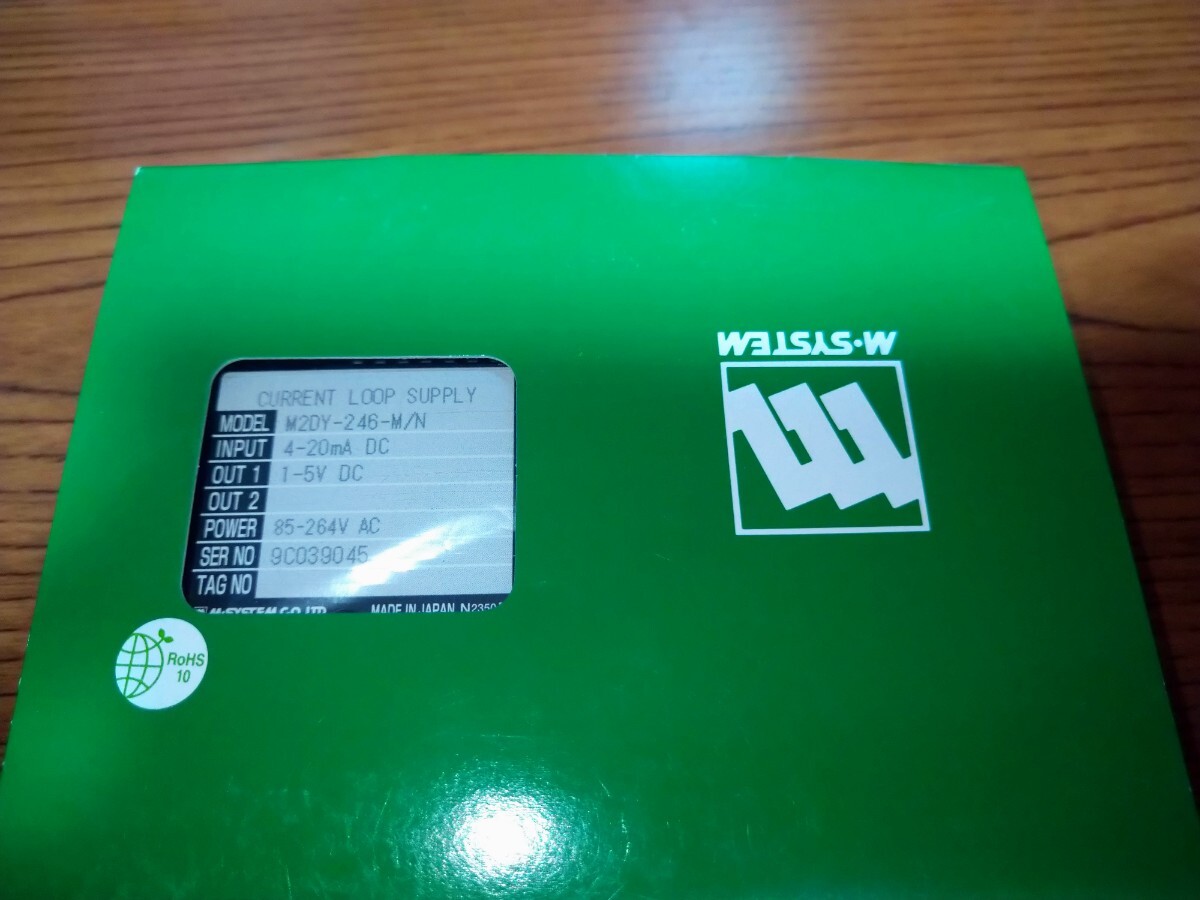 M·SYSTEM
CURRENT LOOP SUPPLY
MODEL M2DY-246-M/N
INPUT 4-20mA DC
OUT 1 1-5V DC
OUT 2
POWER 85-264V AC
SER NO 9C039045
TAG NO
M·SYSTEM CO., LTD. MADE IN JAPAN
RoHS
10